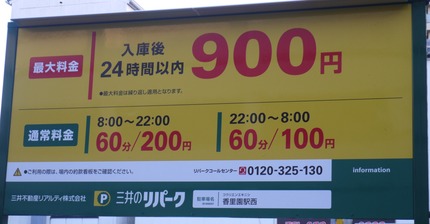 最大料金
入庫後
24時間以内
900円
●最大料金は繰り返し適用となります。
通常料金
8:00〜22:00
60分/200円
22:00〜8:00
60分/100円
●ご利用の際は、場内の約款看板をご確認ください。
リパークコールセンター
0120-325-130
information
三井不動産リアルティ株式会社
P 三井のリパーク
駐車場名
香里園駅西